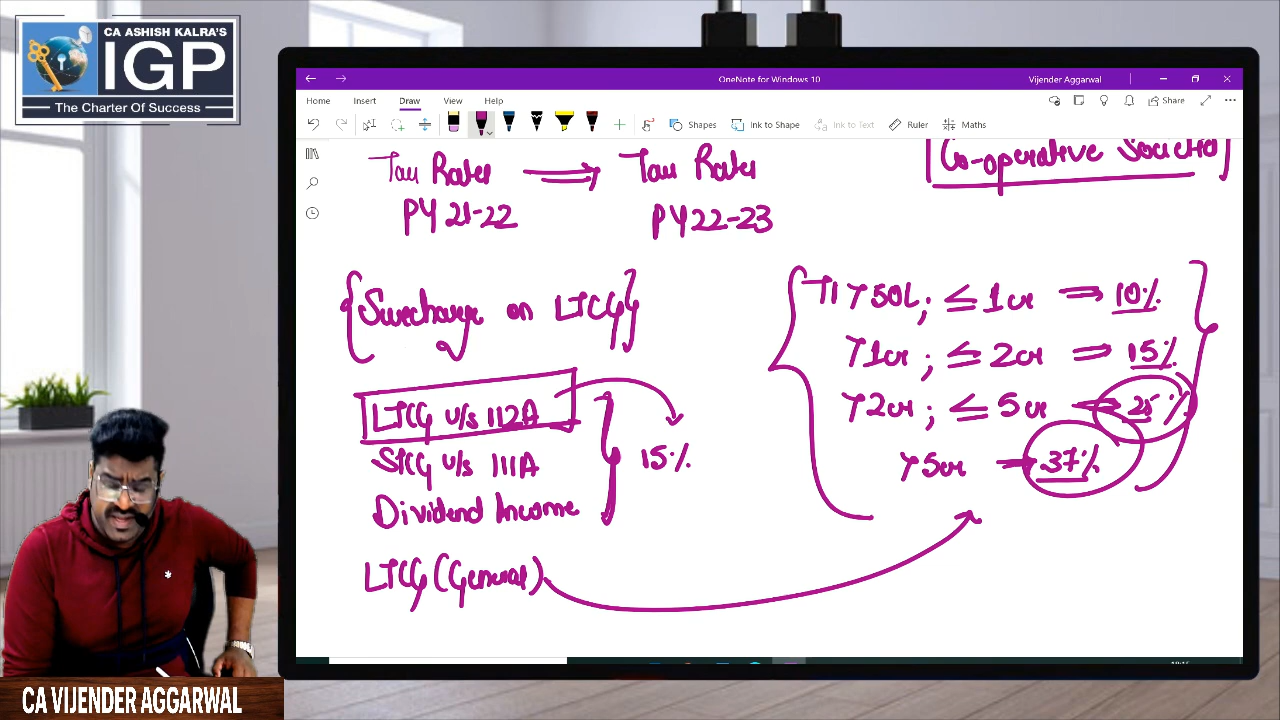 CA ASHISH KALRA'S
IGP
The Charter Of Success
OneNote for Windows 10
Vijender Aggarwal
Home Insert Draw View Help
Share
Shapes Ink to Shape Ink to Text Ruler Maths
Tax Rates Tax Rates
PY 21-22 PY 22-23
Co-operative Societies
Surcharge on LTCG
LTCG u/s 112A
STCG u/s 111A
Dividend Income
15%
LTCG (General)
TI > 50L ; ≤ 1cr ⇒ 10%
> 1cr ; ≤ 2cr ⇒ 15%
> 2cr ; ≤ 5cr ⇒ 25%
> 5cr ⇒ 37%
CA VIJENDER AGGARWAL